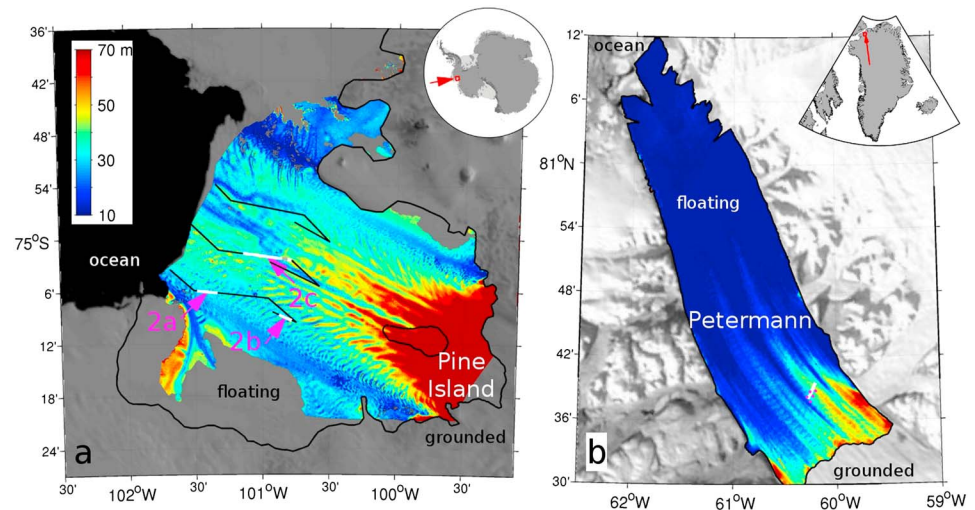 36'
70 m
50
30
10
48'
54'
75°S
6'
12'
18'
24'
ocean
2a
2b
2c
floating
Pine
Island
grounded
a
30'
102°W
30'
101°W
30'
100°W
30'
12'
6'
81°N
54'
48'
42'
36'
30'
ocean
floating
Petermann
grounded
b
62°W
61°W
60°W
59°W